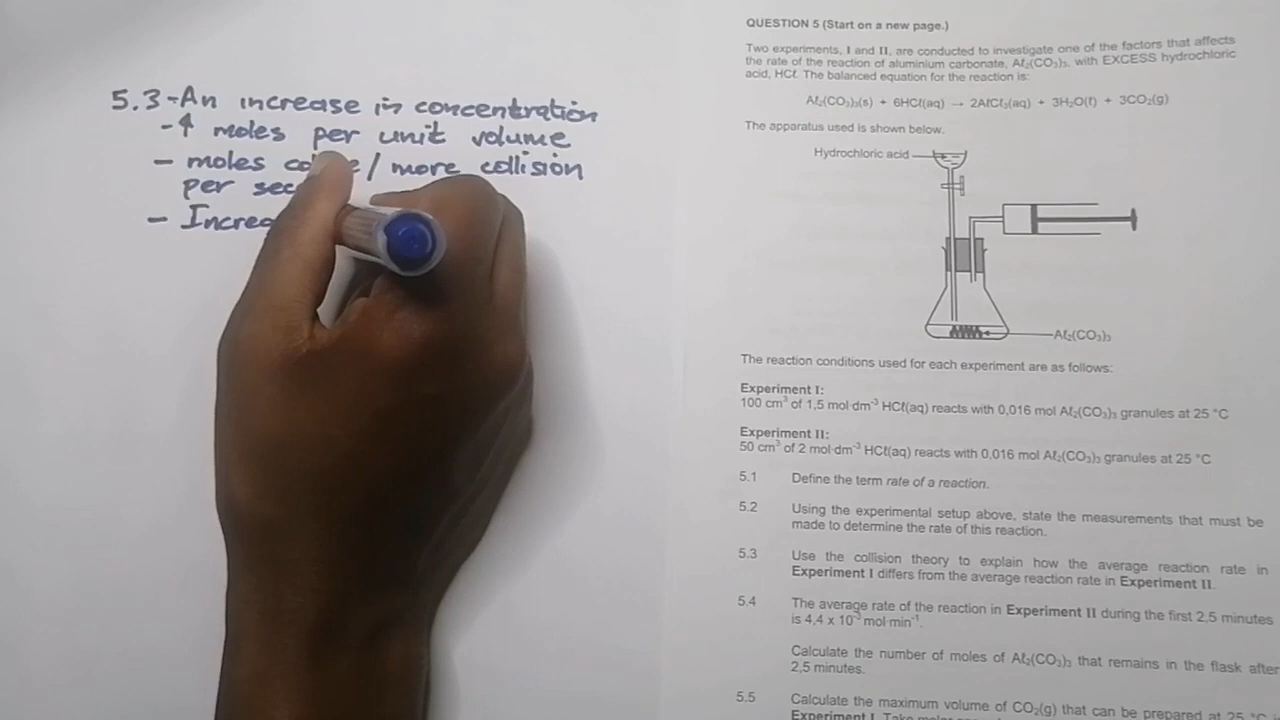 5.3 - An increase in concentration
- ↑ moles per unit volume
- moles / more collision
per
-
QUESTION 5 (Start on a new page.)
Two experiments, I and II, are conducted to investigate one of the factors that affects
the rate of the reaction of aluminium carbonate, Aℓ₂(CO₃)₃, with EXCESS hydrochloric
acid, HCℓ. The balanced equation for the reaction is:
Aℓ₂(CO₃)₃(s) + 6HCℓ(aq) → 2AℓCℓ₃(aq) + 3H₂O(ℓ) + 3CO₂(g)
The apparatus used is shown below.
Hydrochloric acid
Aℓ₂(CO₃)₃
The reaction conditions used for each experiment are as follows:
Experiment I:
100 cm³ of 1,5 mol·dm⁻³ HCℓ(aq) reacts with 0,016 mol Aℓ₂(CO₃)₃ granules at 25 °C
Experiment II:
50 cm³ of 2 mol·dm⁻³ HCℓ(aq) reacts with 0,016 mol Aℓ₂(CO₃)₃ granules at 25 °C
5.1 Define the term rate of a reaction.
5.2 Using the experimental setup above, state the measurements that must be
made to determine the rate of this reaction.
5.3 Use the collision theory to explain how the average reaction rate in
Experiment I differs from the average reaction rate in Experiment II.
5.4 The average rate of the reaction in Experiment II during the first 2,5 minutes
is 4,4 x 10⁻³ mol·min⁻¹.
Calculate the number of moles of Aℓ₂(CO₃)₃ that remains in the flask after
2,5 minutes.
5.5 Calculate the maximum volume of CO₂(g) that can be prepared at 25 °C
Experiment I. Take molar